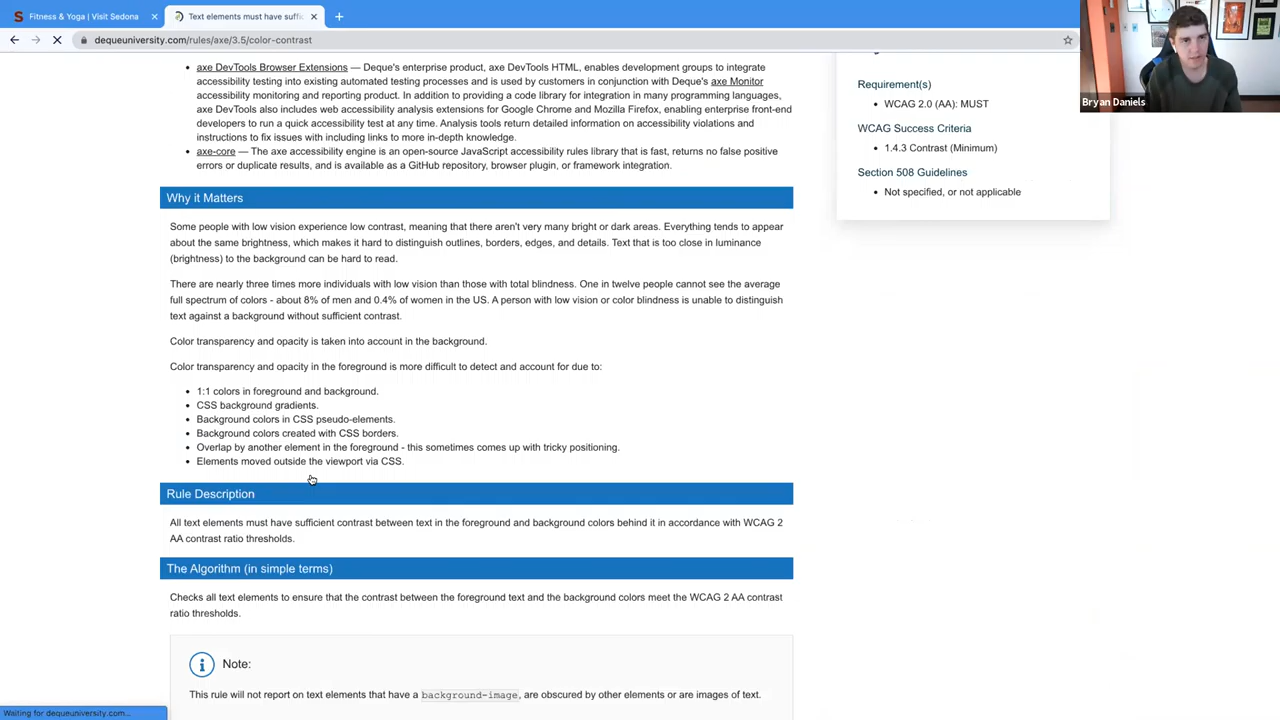 Fitness & Yoga | Visit Sedona
Text elements must have suffic
dequeuniversity.com/rules/axe/3.5/color-contrast
Bryan Daniels
axe DevTools Browser Extensions — Deque's enterprise product, axe DevTools HTML, enables development groups to integrate
accessibility testing into existing automated testing processes and is used by customers in conjunction with Deque's axe Monitor
accessibility monitoring and reporting product. In addition to providing a code library for integration in many programming languages,
axe DevTools also includes web accessibility analysis extensions for Google Chrome and Mozilla Firefox, enabling enterprise front-end
developers to run a quick accessibility test at any time. Analysis tools return detailed information on accessibility violations and
instructions to fix issues with including links to more in-depth knowledge.
axe-core — The axe accessibility engine is an open-source JavaScript accessibility rules library that is fast, returns no false positive
errors or duplicate results, and is available as a GitHub repository, browser plugin, or framework integration.
Requirement(s)
WCAG 2.0 (AA): MUST
WCAG Success Criteria
1.4.3 Contrast (Minimum)
Section 508 Guidelines
Not specified, or not applicable
Why it Matters
Some people with low vision experience low contrast, meaning that there aren't very many bright or dark areas. Everything tends to appear
about the same brightness, which makes it hard to distinguish outlines, borders, edges, and details. Text that is too close in luminance
(brightness) to the background can be hard to read.
There are nearly three times more individuals with low vision than those with total blindness. One in twelve people cannot see the average
full spectrum of colors - about 8% of men and 0.4% of women in the US. A person with low vision or color blindness is unable to distinguish
text against a background without sufficient contrast.
Color transparency and opacity is taken into account in the background.
Color transparency and opacity in the foreground is more difficult to detect and account for due to:
1:1 colors in foreground and background.
CSS background gradients.
Background colors in CSS pseudo-elements.
Background colors created with CSS borders.
Overlap by another element in the foreground - this sometimes comes up with tricky positioning.
Elements moved outside the viewport via CSS.
Rule Description
All text elements must have sufficient contrast between text in the foreground and background colors behind it in accordance with WCAG 2
AA contrast ratio thresholds.
The Algorithm (in simple terms)
Checks all text elements to ensure that the contrast between the foreground text and the background colors meet the WCAG 2 AA contrast
ratio thresholds.
Note:
This rule will not report on text elements that have a background-image, are obscured by other elements or are images of text.
Waiting for dequeuniversity.com...